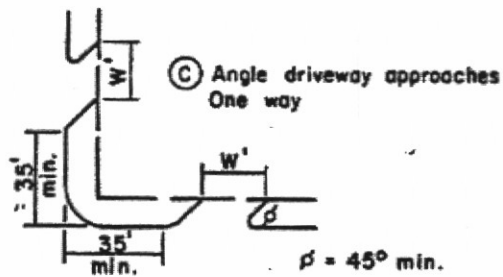 W'
Ⓒ Angle driveway approaches
One way
35'
min.
W'
ø
35'
min.
ø = 45° min.